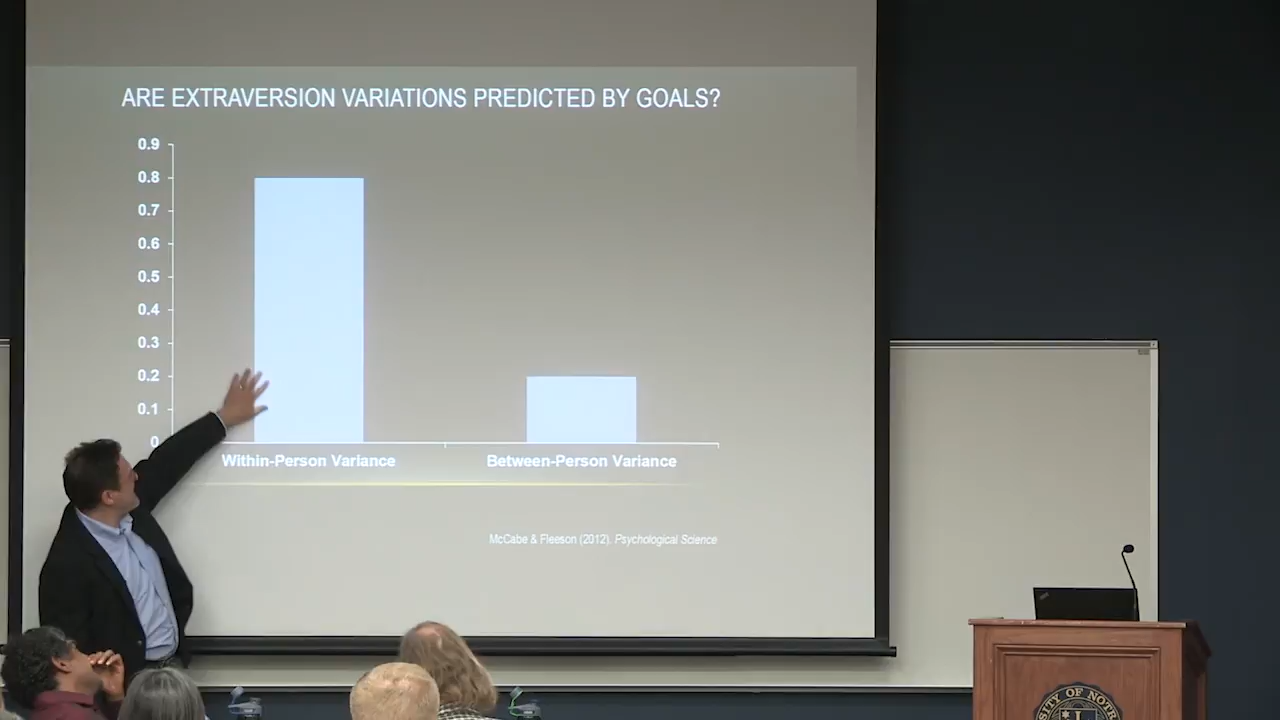 ARE EXTRAVERSION VARIATIONS PREDICTED BY GOALS?
0.9
0.8
0.7
0.6
0.5
0.4
0.3
0.2
0.1
0
Within-Person Variance
Between-Person Variance
McCabe & Fleeson (2012). Psychological Science